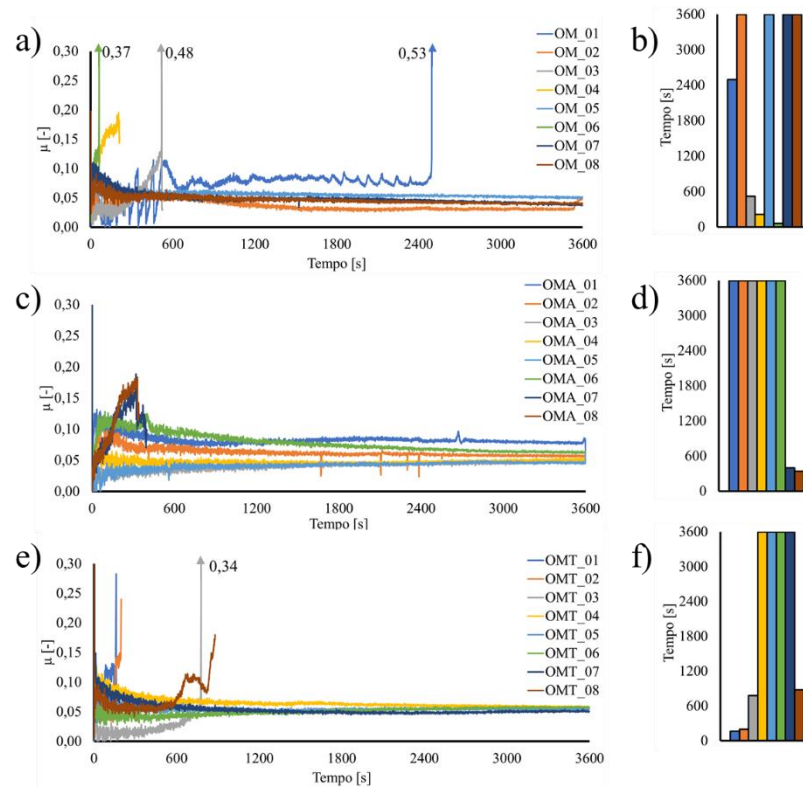 a)
0,30
0,25
0,20
0,15
0,10
0,05
0,00
μ [-]
0,37
0,48
0,53
OM_01
OM_02
OM_03
OM_04
OM_05
OM_06
OM_07
OM_08
0
600
1200
1800
2400
3000
3600
Tempo [s]
b)
3600
3000
2400
1800
1200
600
0
Tempo [s]
c)
0,30
0,25
0,20
0,15
0,10
0,05
0,00
μ [-]
OMA_01
OMA_02
OMA_03
OMA_04
OMA_05
OMA_06
OMA_07
OMA_08
0
600
1200
1800
2400
3000
3600
Tempo [s]
d)
3600
3000
2400
1800
1200
600
0
Tempo [s]
e)
0,30
0,25
0,20
0,15
0,10
0,05
0,00
μ [-]
0,34
OMT_01
OMT_02
OMT_03
OMT_04
OMT_05
OMT_06
OMT_07
OMT_08
0
600
1200
1800
2400
3000
3600
Tempo [s]
f)
3600
3000
2400
1800
1200
600
0
Tempo [s]